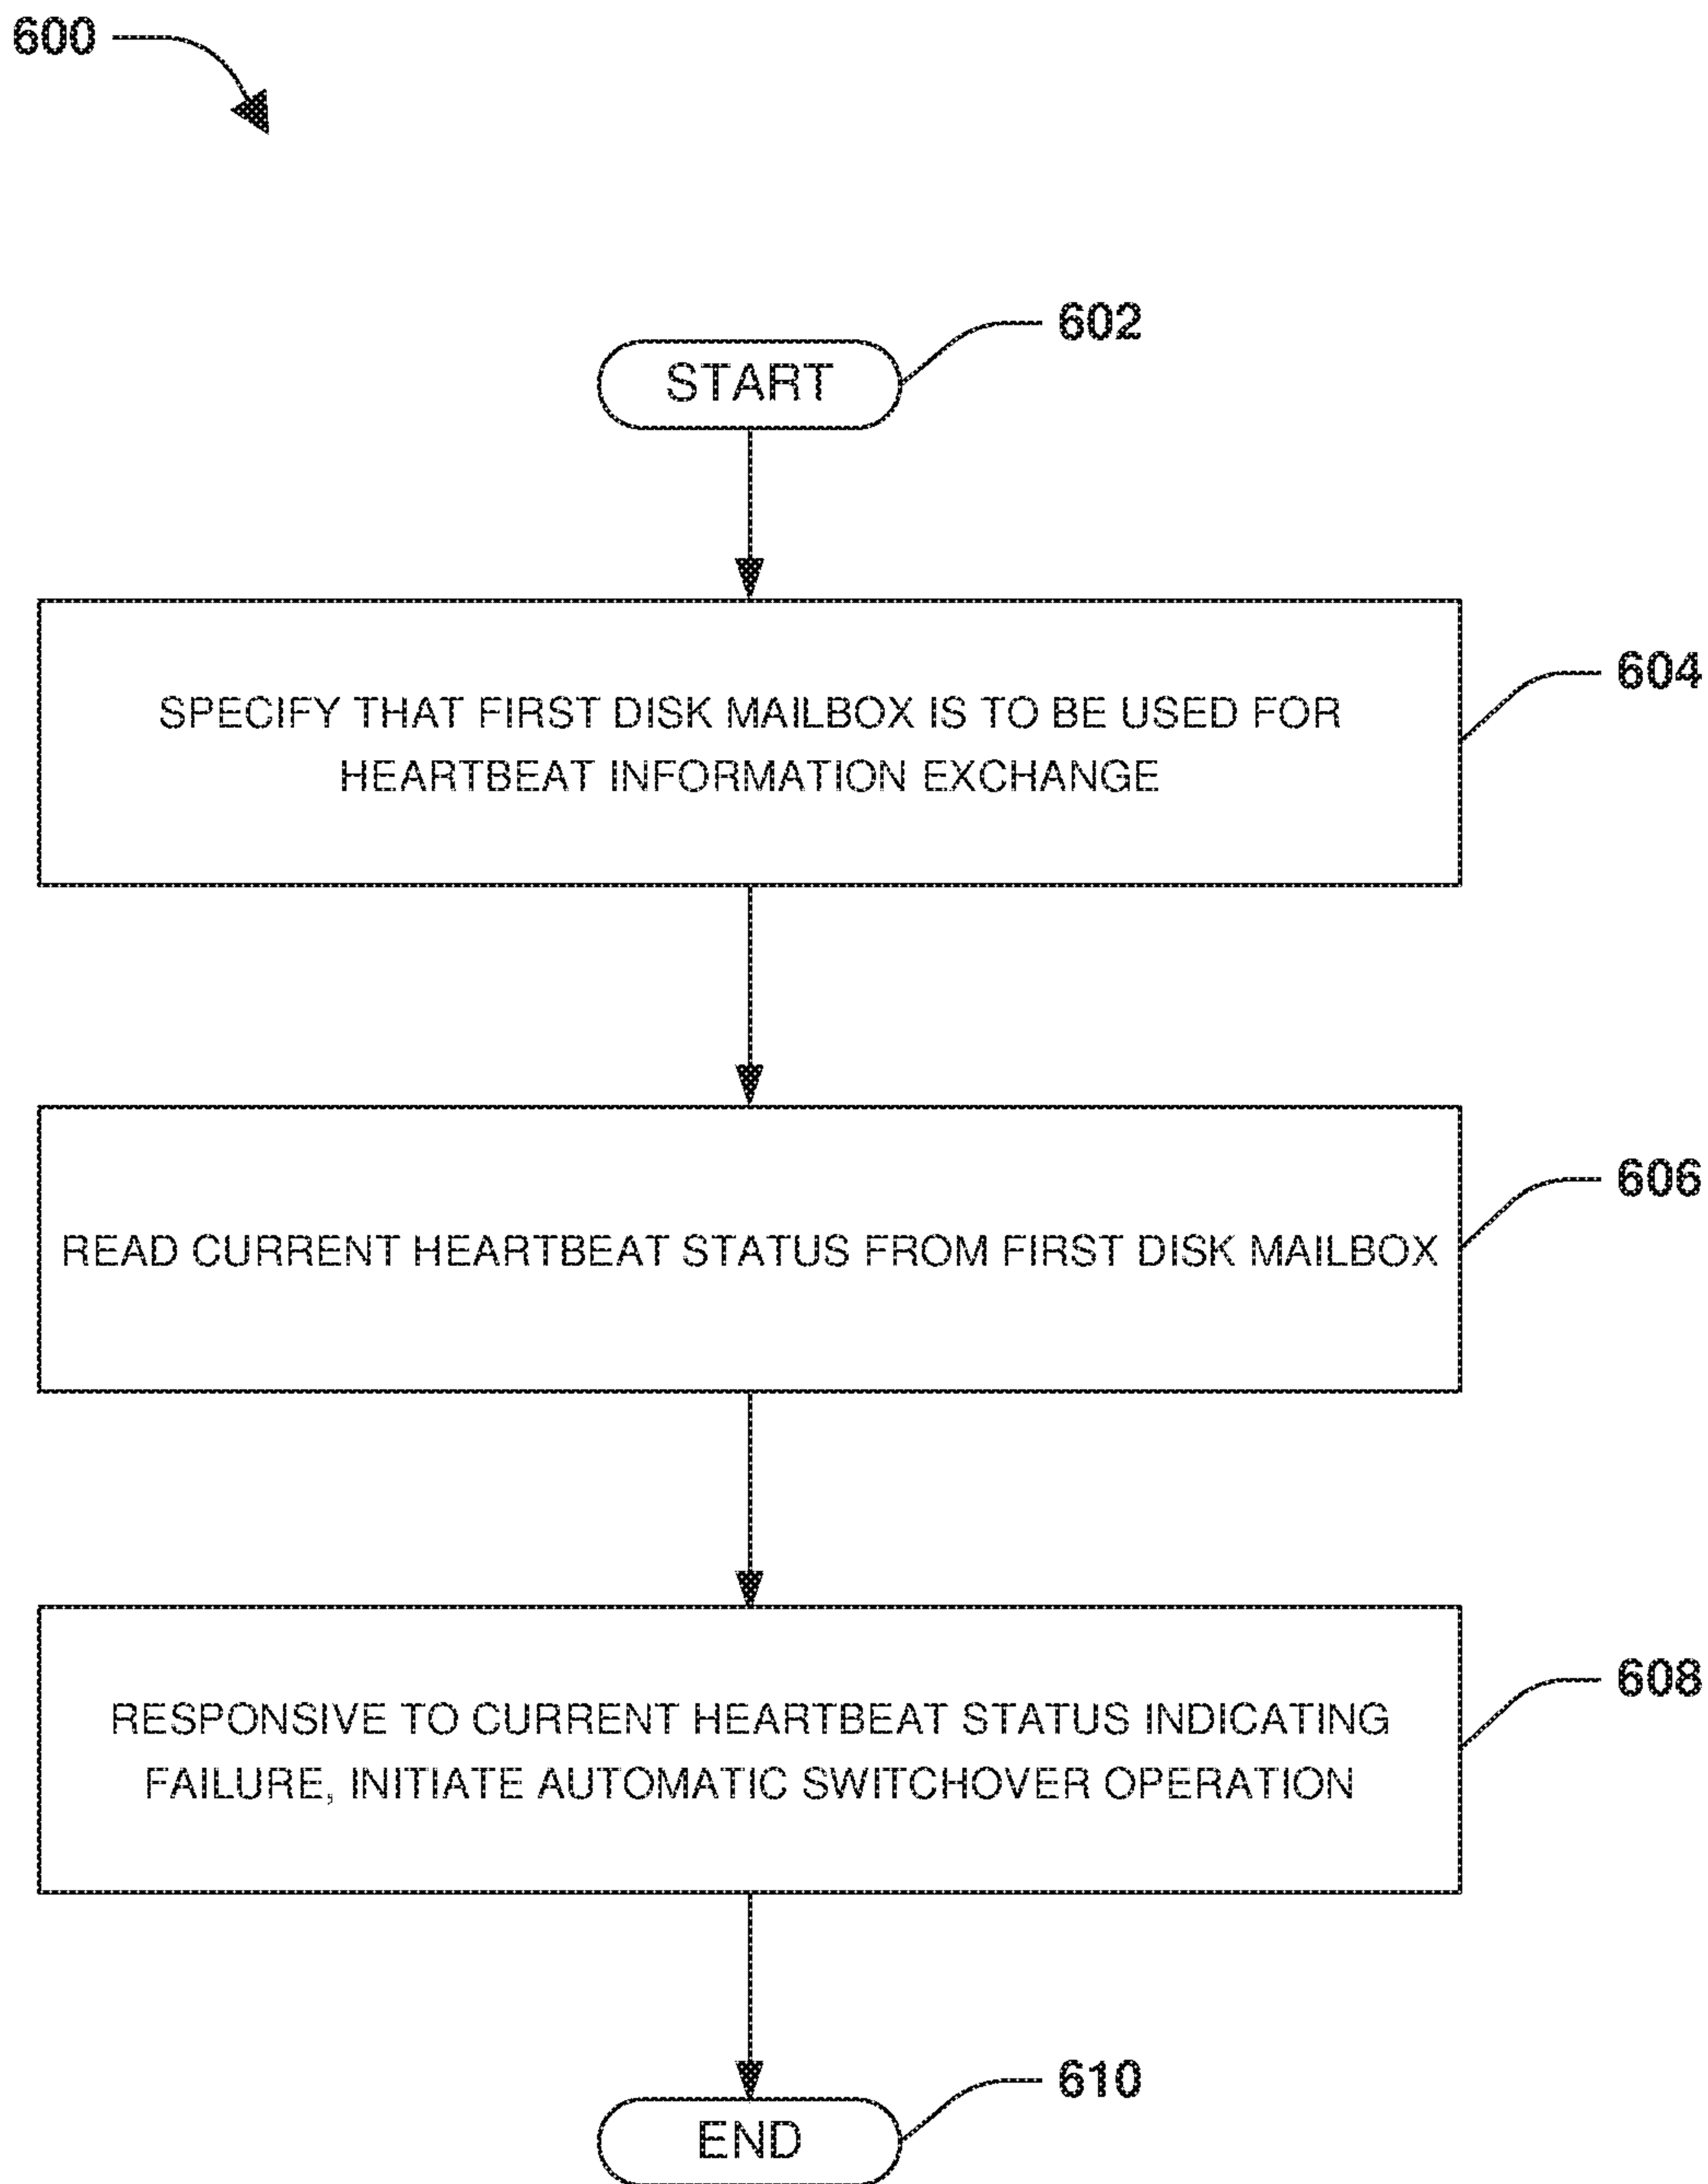 600
602
START
604
SPECIFY THAT FIRST DISK MAILBOX IS TO BE USED FOR
HEARTBEAT INFORMATION EXCHANGE
606
READ CURRENT HEARTBEAT STATUS FROM FIRST DISK MAILBOX
608
RESPONSIVE TO CURRENT HEARTBEAT STATUS INDICATING
FAILURE, INITIATE AUTOMATIC SWITCHOVER OPERATION
610
END